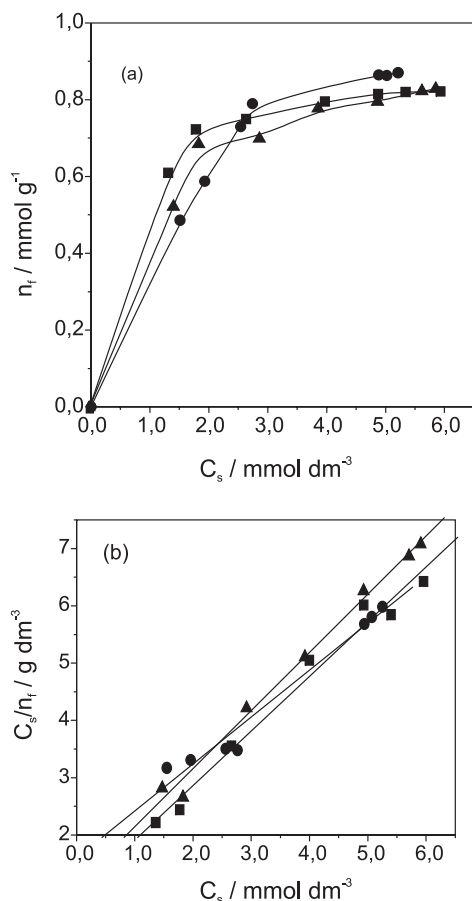 (a)
1,0
0,8
0,6
0,4
0,2
0,0
n_f / mmol g⁻¹
0,0 1,0 2,0 3,0 4,0 5,0 6,0
C_s / mmol dm⁻³
(b)
7
6
5
4
3
2
C_s/n_f / g dm⁻³
0,0 1,0 2,0 3,0 4,0 5,0 6,0
C_s / mmol dm⁻³